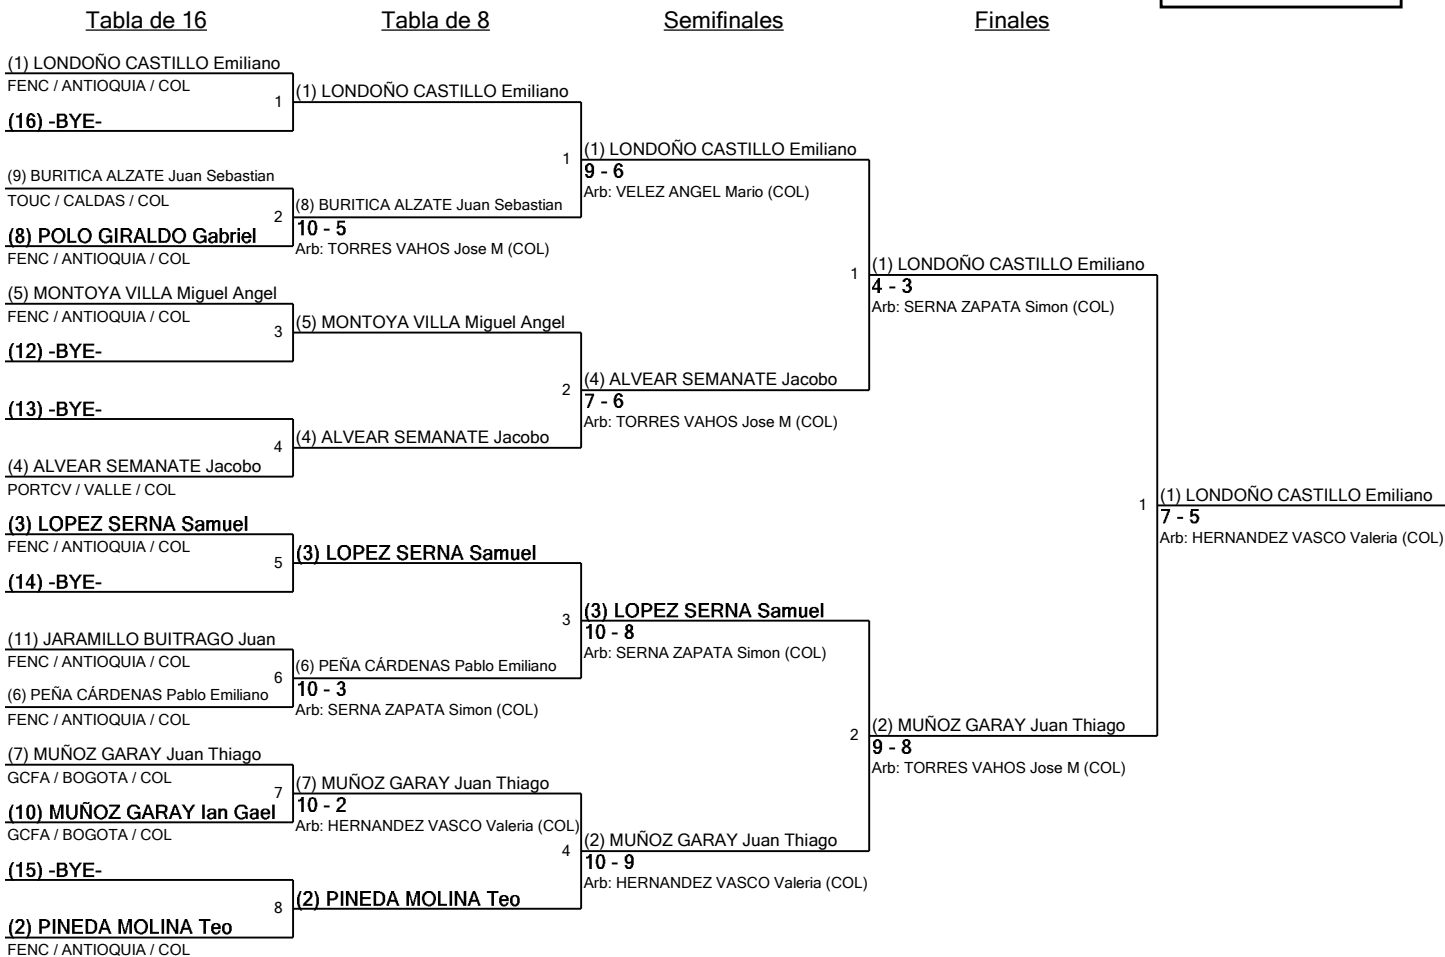 Tabla de 16
Tabla de 8
Semifinales
Finales
(1) LONDOÑO CASTILLO Emiliano
FENC / ANTIOQUIA / COL
1
(16) -BYE-
(9) BURITICA ALZATE Juan Sebastian
TOUC / CALDAS / COL
2
(8) POLO GIRALDO Gabriel
FENC / ANTIOQUIA / COL
(5) MONTOYA VILLA Miguel Angel
FENC / ANTIOQUIA / COL
3
(12) -BYE-
(13) -BYE-
4
(4) ALVEAR SEMANATE Jacobo
PORTCV / VALLE / COL
(3) LOPEZ SERNA Samuel
FENC / ANTIOQUIA / COL
5
(14) -BYE-
(11) JARAMILLO BUITRAGO Juan
FENC / ANTIOQUIA / COL
6
(6) PEÑA CÁRDENAS Pablo Emiliano
FENC / ANTIOQUIA / COL
(7) MUÑOZ GARAY Juan Thiago
GCFA / BOGOTA / COL
7
(10) MUÑOZ GARAY Ian Gael
GCFA / BOGOTA / COL
(15) -BYE-
8
(2) PINEDA MOLINA Teo
FENC / ANTIOQUIA / COL
(1) LONDOÑO CASTILLO Emiliano
1
(8) BURITICA ALZATE Juan Sebastian
10 - 5
Arb: TORRES VAHOS Jose M (COL)
(5) MONTOYA VILLA Miguel Angel
2
(4) ALVEAR SEMANATE Jacobo
(3) LOPEZ SERNA Samuel
3
(6) PEÑA CÁRDENAS Pablo Emiliano
10 - 3
Arb: SERNA ZAPATA Simon (COL)
(7) MUÑOZ GARAY Juan Thiago
10 - 2
Arb: HERNANDEZ VASCO Valeria (COL)
4
(2) PINEDA MOLINA Teo
(1) LONDOÑO CASTILLO Emiliano
9 - 6
Arb: VELEZ ANGEL Mario (COL)
1
(4) ALVEAR SEMANATE Jacobo
7 - 6
Arb: TORRES VAHOS Jose M (COL)
(3) LOPEZ SERNA Samuel
10 - 8
Arb: SERNA ZAPATA Simon (COL)
2
(2) MUÑOZ GARAY Juan Thiago
10 - 9
Arb: HERNANDEZ VASCO Valeria (COL)
(1) LONDOÑO CASTILLO Emiliano
4 - 3
Arb: SERNA ZAPATA Simon (COL)
1
(2) MUÑOZ GARAY Juan Thiago
9 - 8
Arb: TORRES VAHOS Jose M (COL)
(1) LONDOÑO CASTILLO Emiliano
7 - 5
Arb: HERNANDEZ VASCO Valeria (COL)